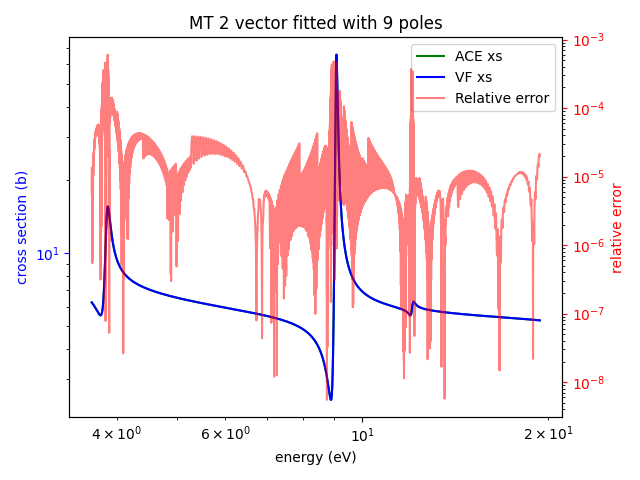 MT 2 vector fitted with 9 poles
ACE xs
VF xs
Relative error
cross section (b)
10¹
10⁻³
10⁻⁴
10⁻⁵
10⁻⁶
10⁻⁷
10⁻⁸
relative error
4 × 10⁰
6 × 10⁰
10¹
2 × 10¹
energy (eV)